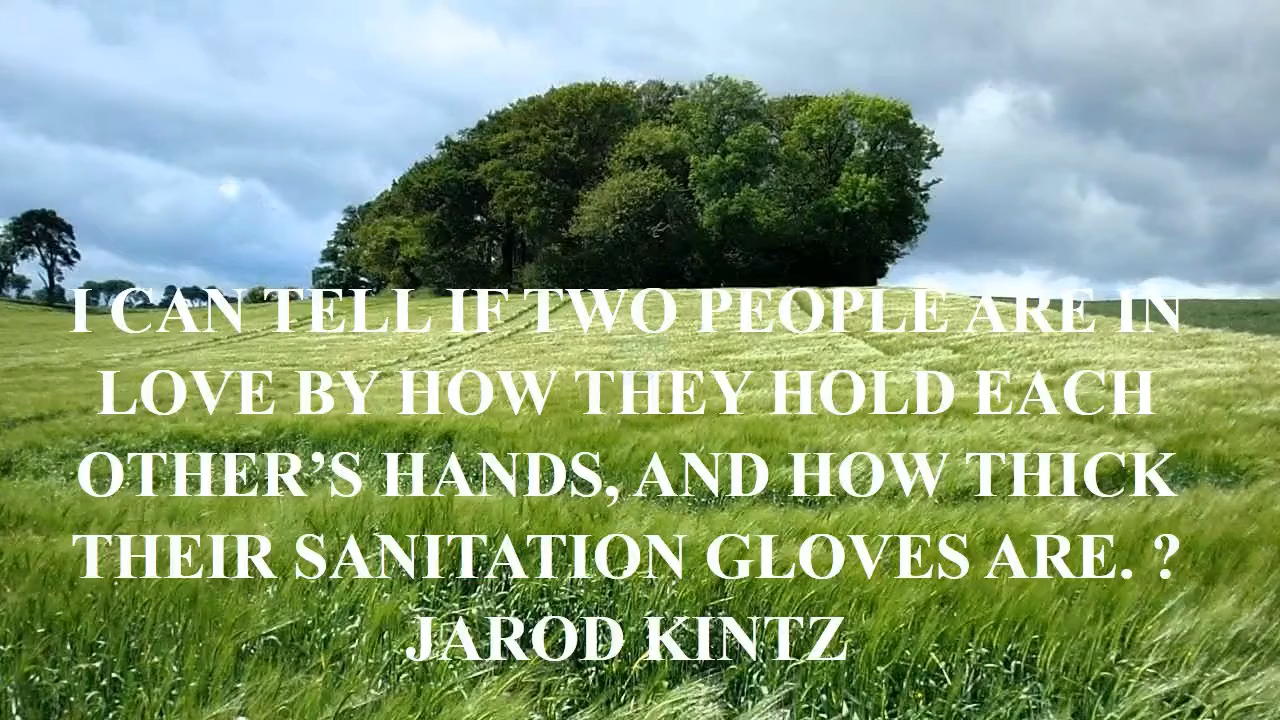 I CAN TELL IF TWO PEOPLE ARE IN
LOVE BY HOW THEY HOLD EACH
OTHER’S HANDS, AND HOW THICK
THEIR SANITATION GLOVES ARE. ?
JAROD KINTZ